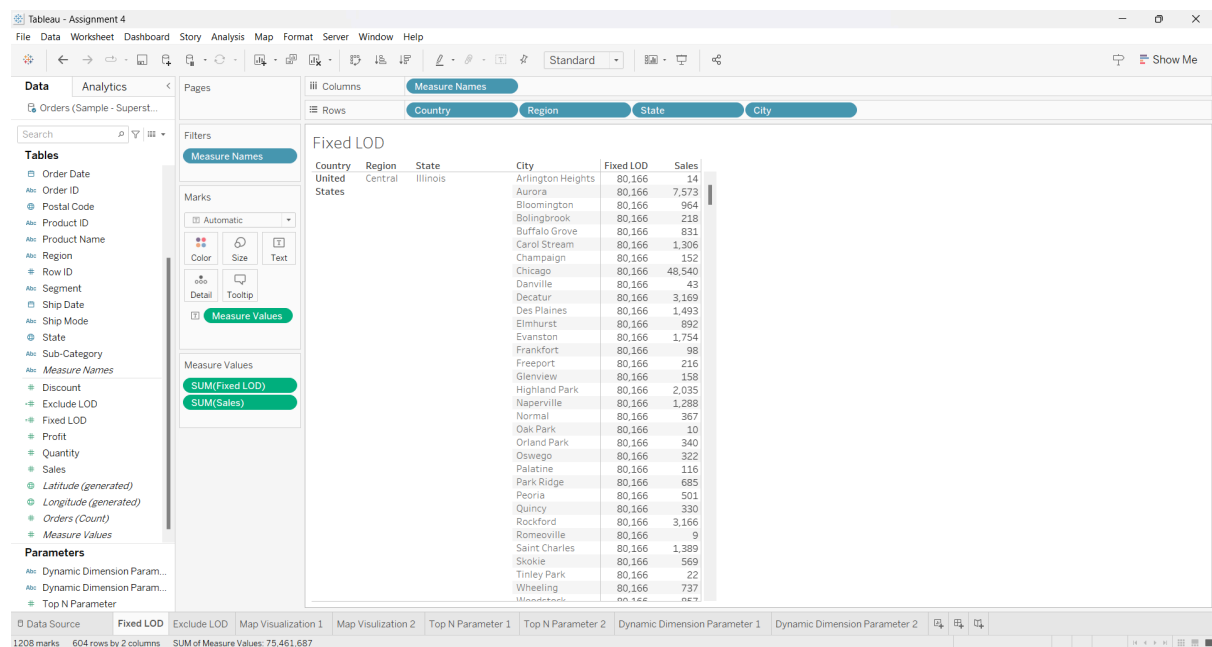 Tableau - Assignment 4
File Data Worksheet Dashboard Story Analysis Map Format Server Window Help
Standard
Show Me
Data Analytics
Orders (Sample - Superst...
Search
Tables
Order Date
Abc Order ID
Postal Code
Abc Product ID
Abc Product Name
Abc Region
# Row ID
Abc Segment
Ship Date
Abc Ship Mode
State
Abc Sub-Category
Abc Measure Names
# Discount
=# Exclude LOD
=# Fixed LOD
# Profit
# Quantity
# Sales
Latitude (generated)
Longitude (generated)
# Orders (Count)
# Measure Values
Parameters
Abc Dynamic Dimension Param...
Abc Dynamic Dimension Param...
# Top N Parameter
Pages
Filters
Measure Names
Marks
Automatic
Color Size Text
Detail Tooltip
Measure Values
Measure Values
SUM(Fixed LOD)
SUM(Sales)
Columns Measure Names
Rows Country Region State City
Fixed LOD
Country Region State City Fixed LOD Sales
United States Central Illinois Arlington Heights 80,166 14
Aurora 80,166 7,573
Bloomington 80,166 964
Bolingbrook 80,166 218
Buffalo Grove 80,166 831
Carol Stream 80,166 1,306
Champaign 80,166 152
Chicago 80,166 48,540
Danville 80,166 43
Decatur 80,166 3,169
Des Plaines 80,166 1,493
Elmhurst 80,166 892
Evanston 80,166 1,754
Frankfort 80,166 98
Freeport 80,166 216
Glenview 80,166 158
Highland Park 80,166 2,035
Naperville 80,166 1,288
Normal 80,166 367
Oak Park 80,166 10
Orland Park 80,166 340
Oswego 80,166 322
Palatine 80,166 116
Park Ridge 80,166 685
Peoria 80,166 501
Quincy 80,166 330
Rockford 80,166 3,166
Romeoville 80,166 9
Saint Charles 80,166 1,389
Skokie 80,166 569
Tinley Park 80,166 22
Wheeling 80,166 737
Woodstock 80,166
Data Source Fixed LOD Exclude LOD Map Visualization 1 Map Visulization 2 Top N Parameter 1 Top N Parameter 2 Dynamic Dimension Parameter 1 Dynamic Dimension Parameter 2
1208 marks 604 rows by 2 columns SUM of Measure Values: 75,461,687